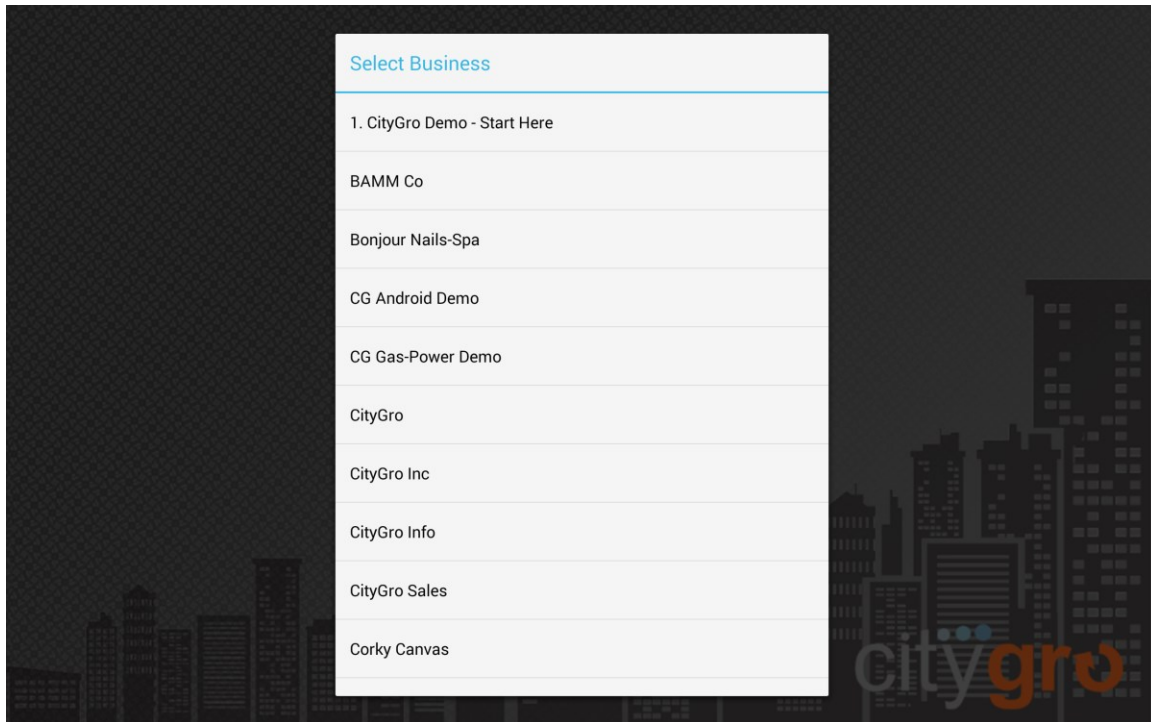 Select Business
1. CityGro Demo - Start Here
BAMM Co
Bonjour Nails-Spa
CG Android Demo
CG Gas-Power Demo
CityGro
CityGro Inc
CityGro Info
CityGro Sales
Corky Canvas
citygro